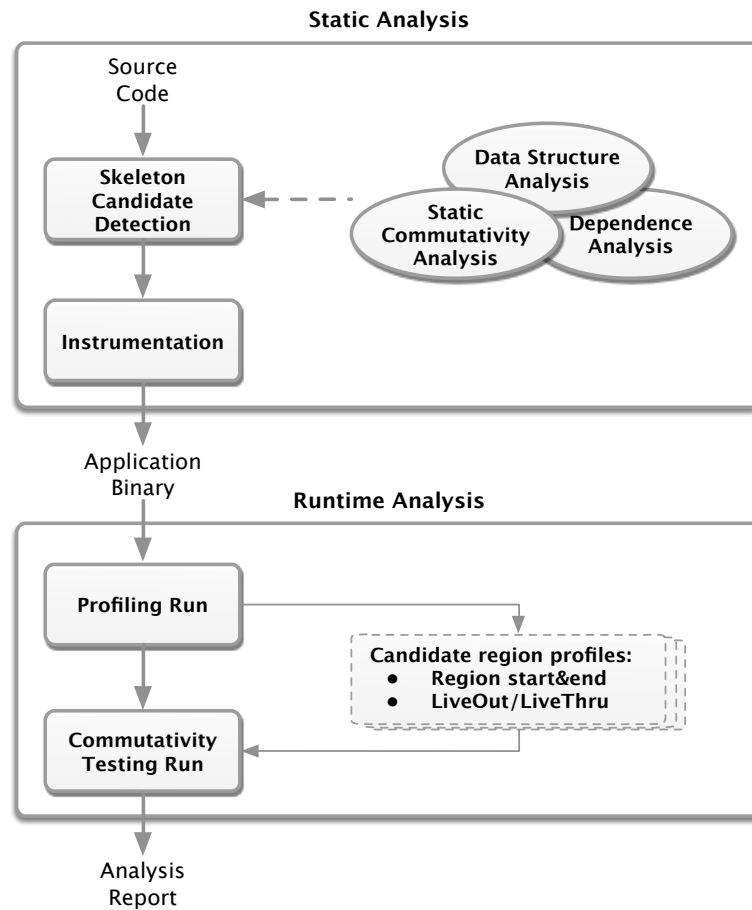 Static Analysis
Source
Code
Skeleton
Candidate
Detection
Data Structure
Analysis
Static
Commutativity
Analysis
Dependence
Analysis
Instrumentation
Application
Binary
Runtime Analysis
Profiling Run
Candidate region profiles:
● Region start&end
● LiveOut/LiveThru
Commutativity
Testing Run
Analysis
Report